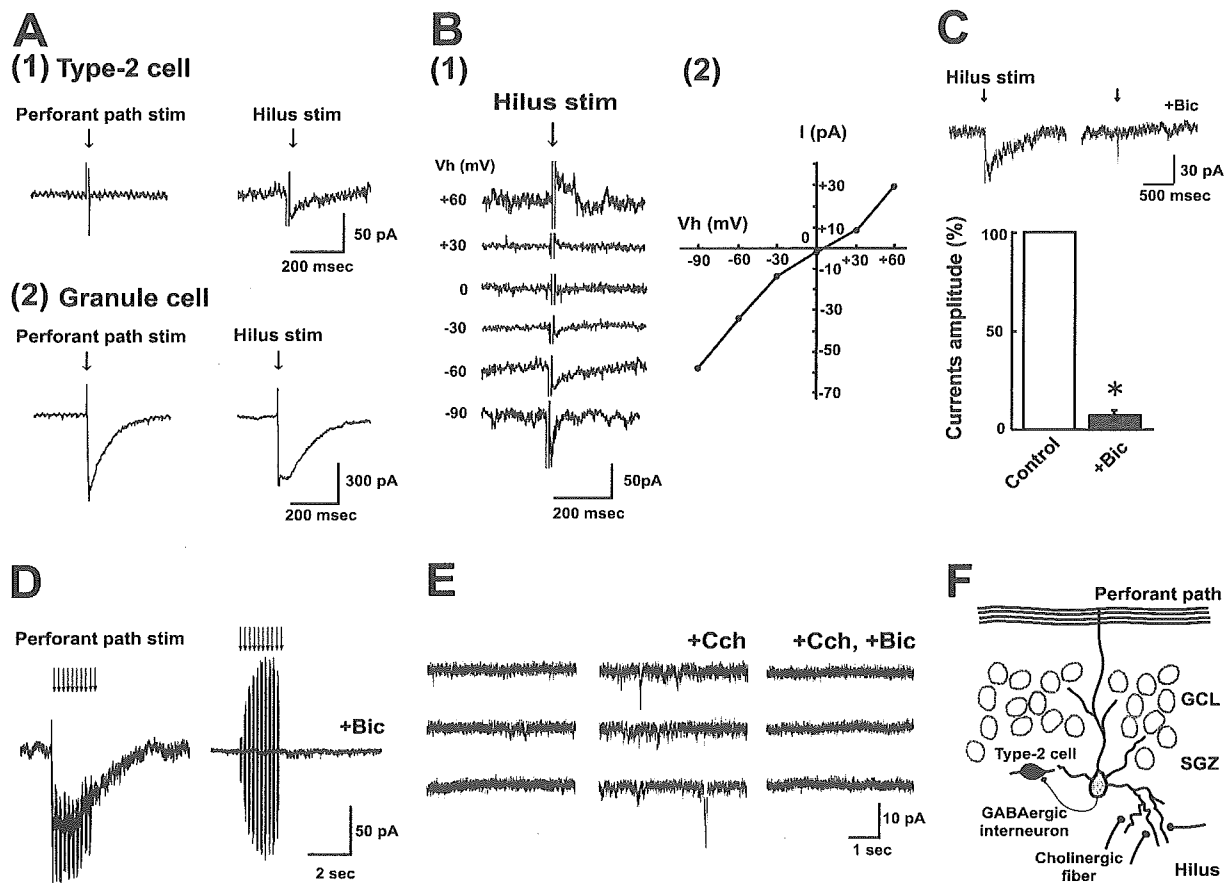 A
(1) Type-2 cell
Perforant path stim
Hilus stim
50 pA
200 msec
(2) Granule cell
Perforant path stim
Hilus stim
300 pA
200 msec
B
(1)
Hilus stim
Vh (mV)
+60
+30
0
-30
-60
-90
50pA
200 msec
(2)
I (pA)
+30
+10
0
Vh (mV)
-90 -60 -30 +30 +60
-10
-30
-50
-70
C
Hilus stim
+Bic
30 pA
500 msec
Currents amplitude (%)
100
50
0
*
Control
+Bic
D
Perforant path stim
+Bic
50 pA
2 sec
E
+Cch
+Cch, +Bic
10 pA
1 sec
F
Perforant path
GCL
Type-2 cell
SGZ
GABAergic
interneuron
Cholinergic
fiber
Hilus